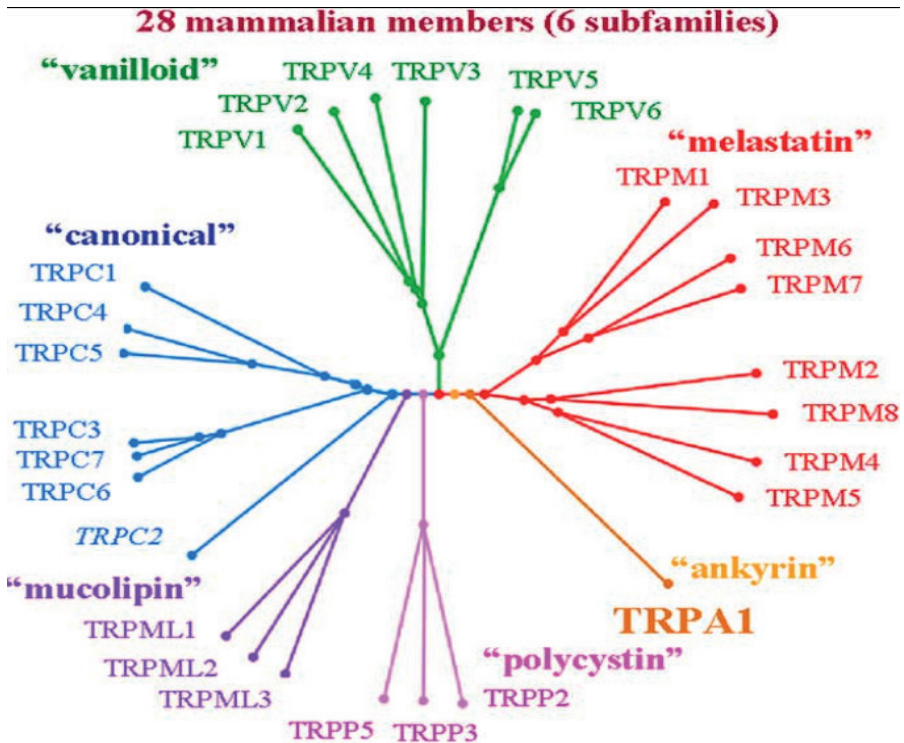 28 mammalian members (6 subfamilies)
“vanilloid”
TRPV4
TRPV3
TRPV5
TRPV2
TRPV6
TRPV1
“melastatin”
TRPM1
TRPM3
TRPM6
TRPM7
TRPM2
TRPM8
TRPM4
TRPM5
“canonical”
TRPC1
TRPC4
TRPC5
TRPC3
TRPC7
TRPC6
TRPC2
“mucolipin”
TRPML1
TRPML2
TRPML3
“polycystin”
TRPP2
TRPP5
TRPP3
“ankyrin”
TRPA1